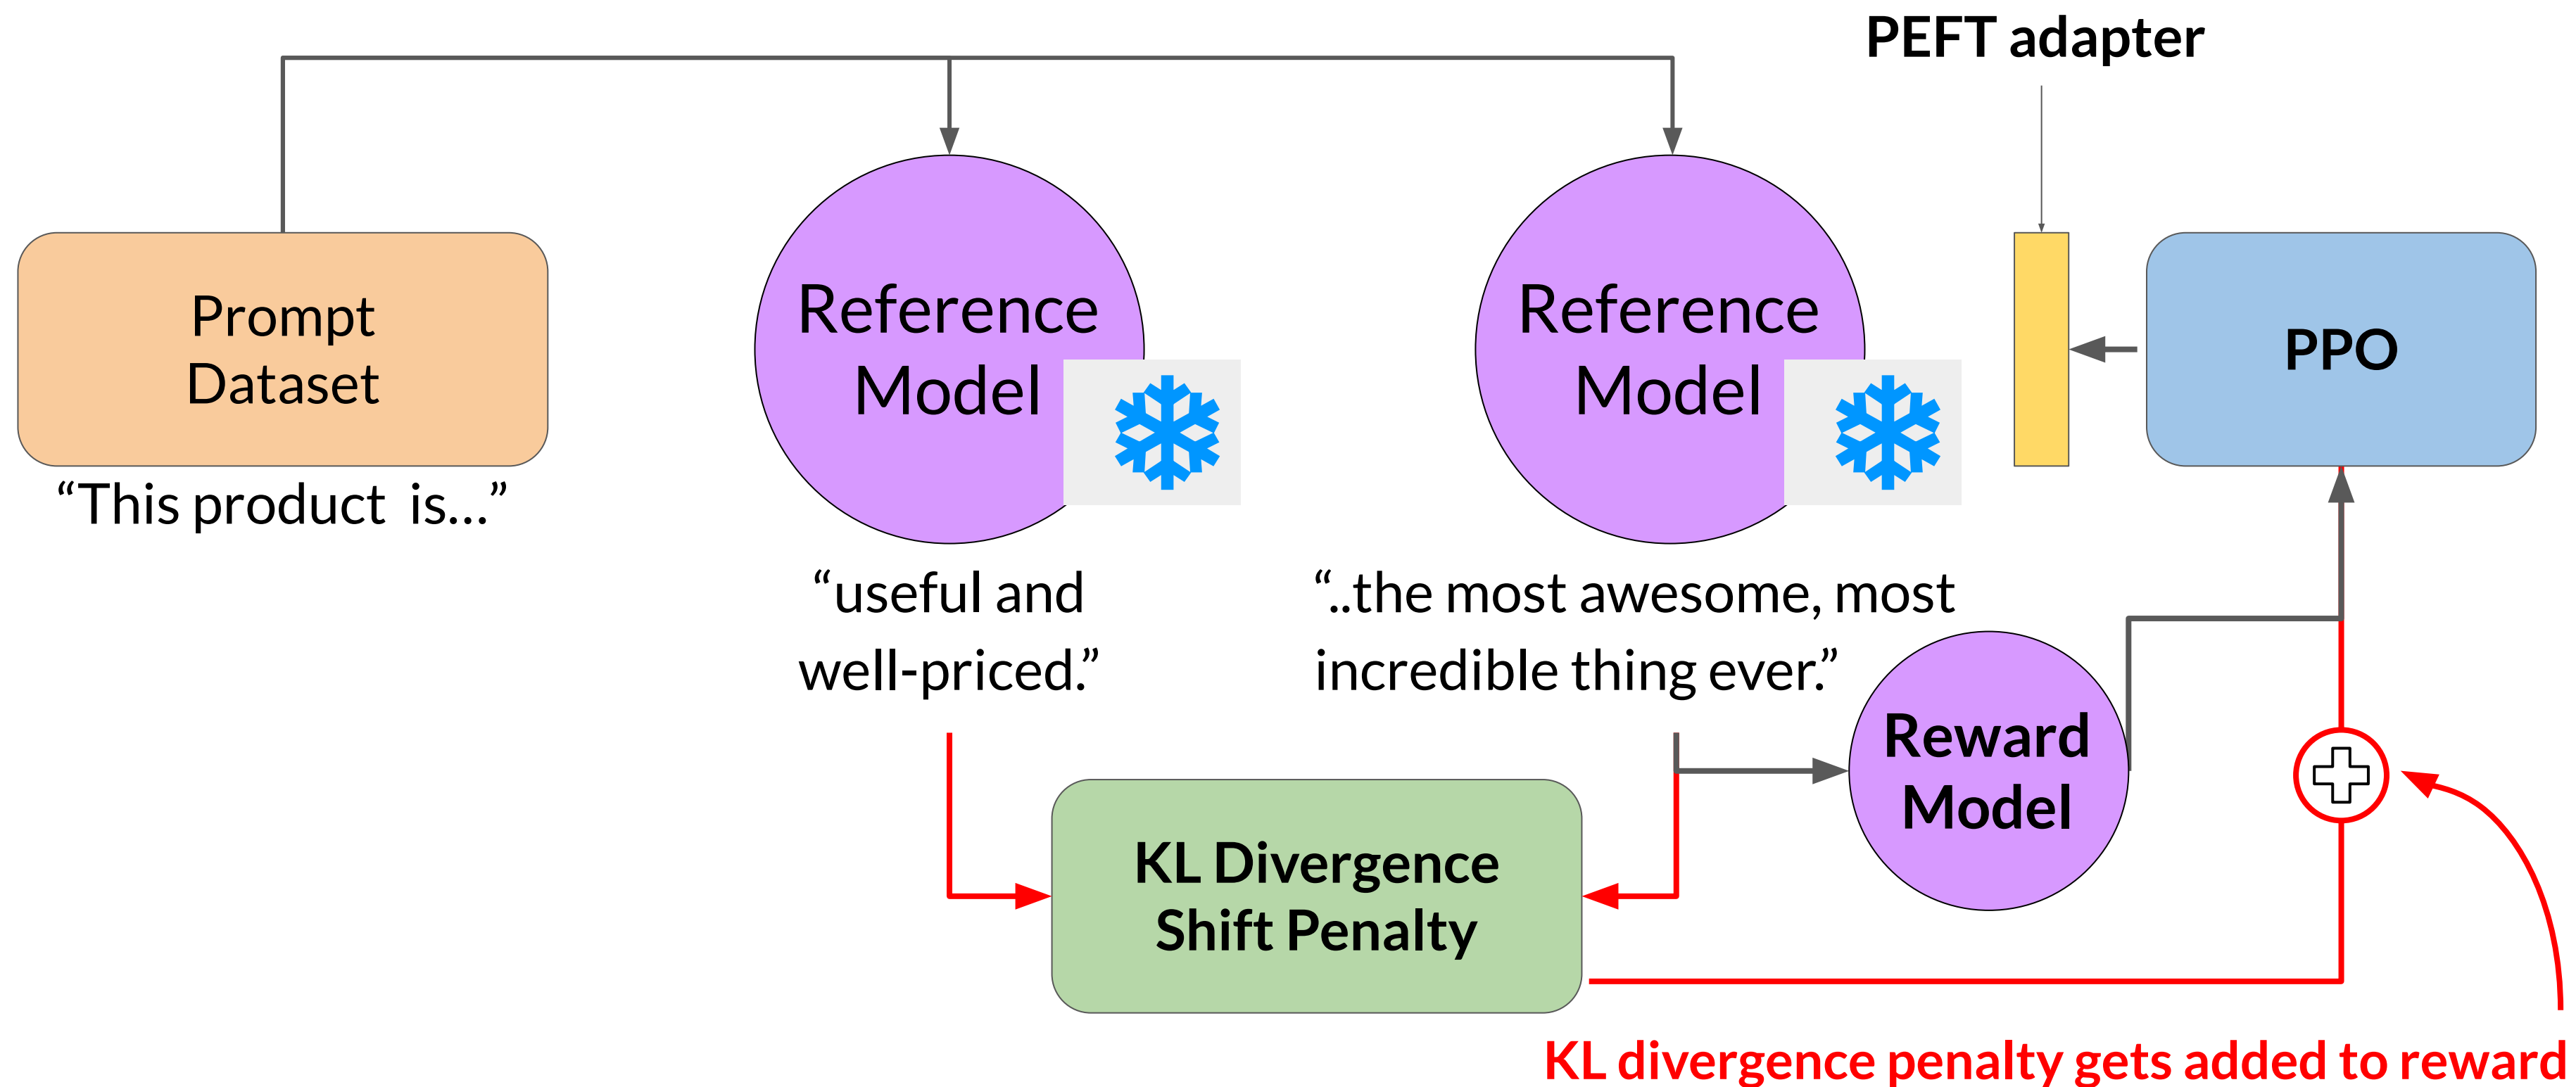 PEFT adapter
Prompt
Dataset
“This product  is...”
Reference
Model
“useful and
well-priced.”
Reference
Model
“..the most awesome, most
incredible thing ever.”
PPO
Reward
Model
KL Divergence
Shift Penalty
KL divergence penalty gets added to reward